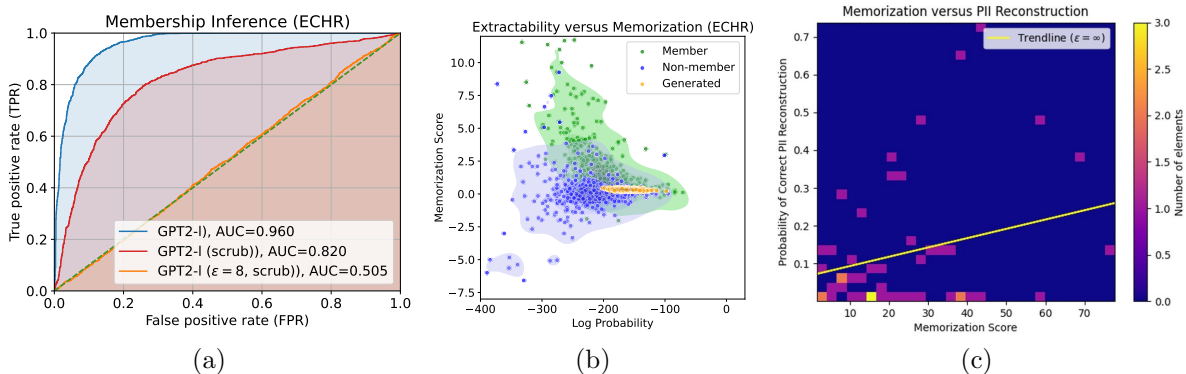 Membership Inference (ECHR)
True positive rate (TPR)
1.0
0.8
0.6
0.4
0.2
0.0
GPT2-l), AUC=0.960
GPT2-l (scrub)), AUC=0.820
GPT2-l (ε = 8, scrub)), AUC=0.505
0.0 0.2 0.4 0.6 0.8 1.0
False positive rate (FPR)
(a)
Extractability versus Memorization (ECHR)
Memorization Score
10.0
7.5
5.0
2.5
0.0
−2.5
−5.0
−7.5
Member
Non-member
Generated
−400 −300 −200 −100 0
Log Probability
(b)
Memorization versus PII Reconstruction
Probability of Correct PII Reconstruction
0.7
0.6
0.5
0.4
0.3
0.2
0.1
Trendline (ε = ∞)
10 20 30 40 50 60 70
Memorization Score
3.0
2.5
2.0
1.5
1.0
0.5
0.0
Number of elements
(c)